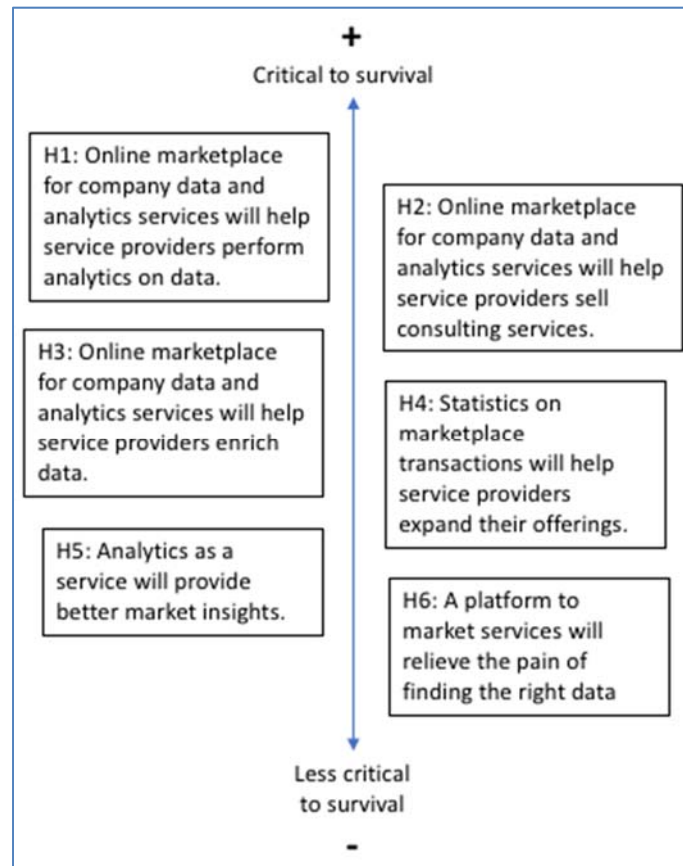 +
Critical to survival
H1: Online marketplace
for company data and
analytics services will help
service providers perform
analytics on data.
H2: Online marketplace
for company data and
analytics services will help
service providers sell
consulting services.
H3: Online marketplace
for company data and
analytics services will help
service providers enrich
data.
H4: Statistics on
marketplace
transactions will help
service providers
expand their offerings.
H5: Analytics as a
service will provide
better market insights.
H6: A platform to
market services will
relieve the pain of
finding the right data
Less critical
to survival
-